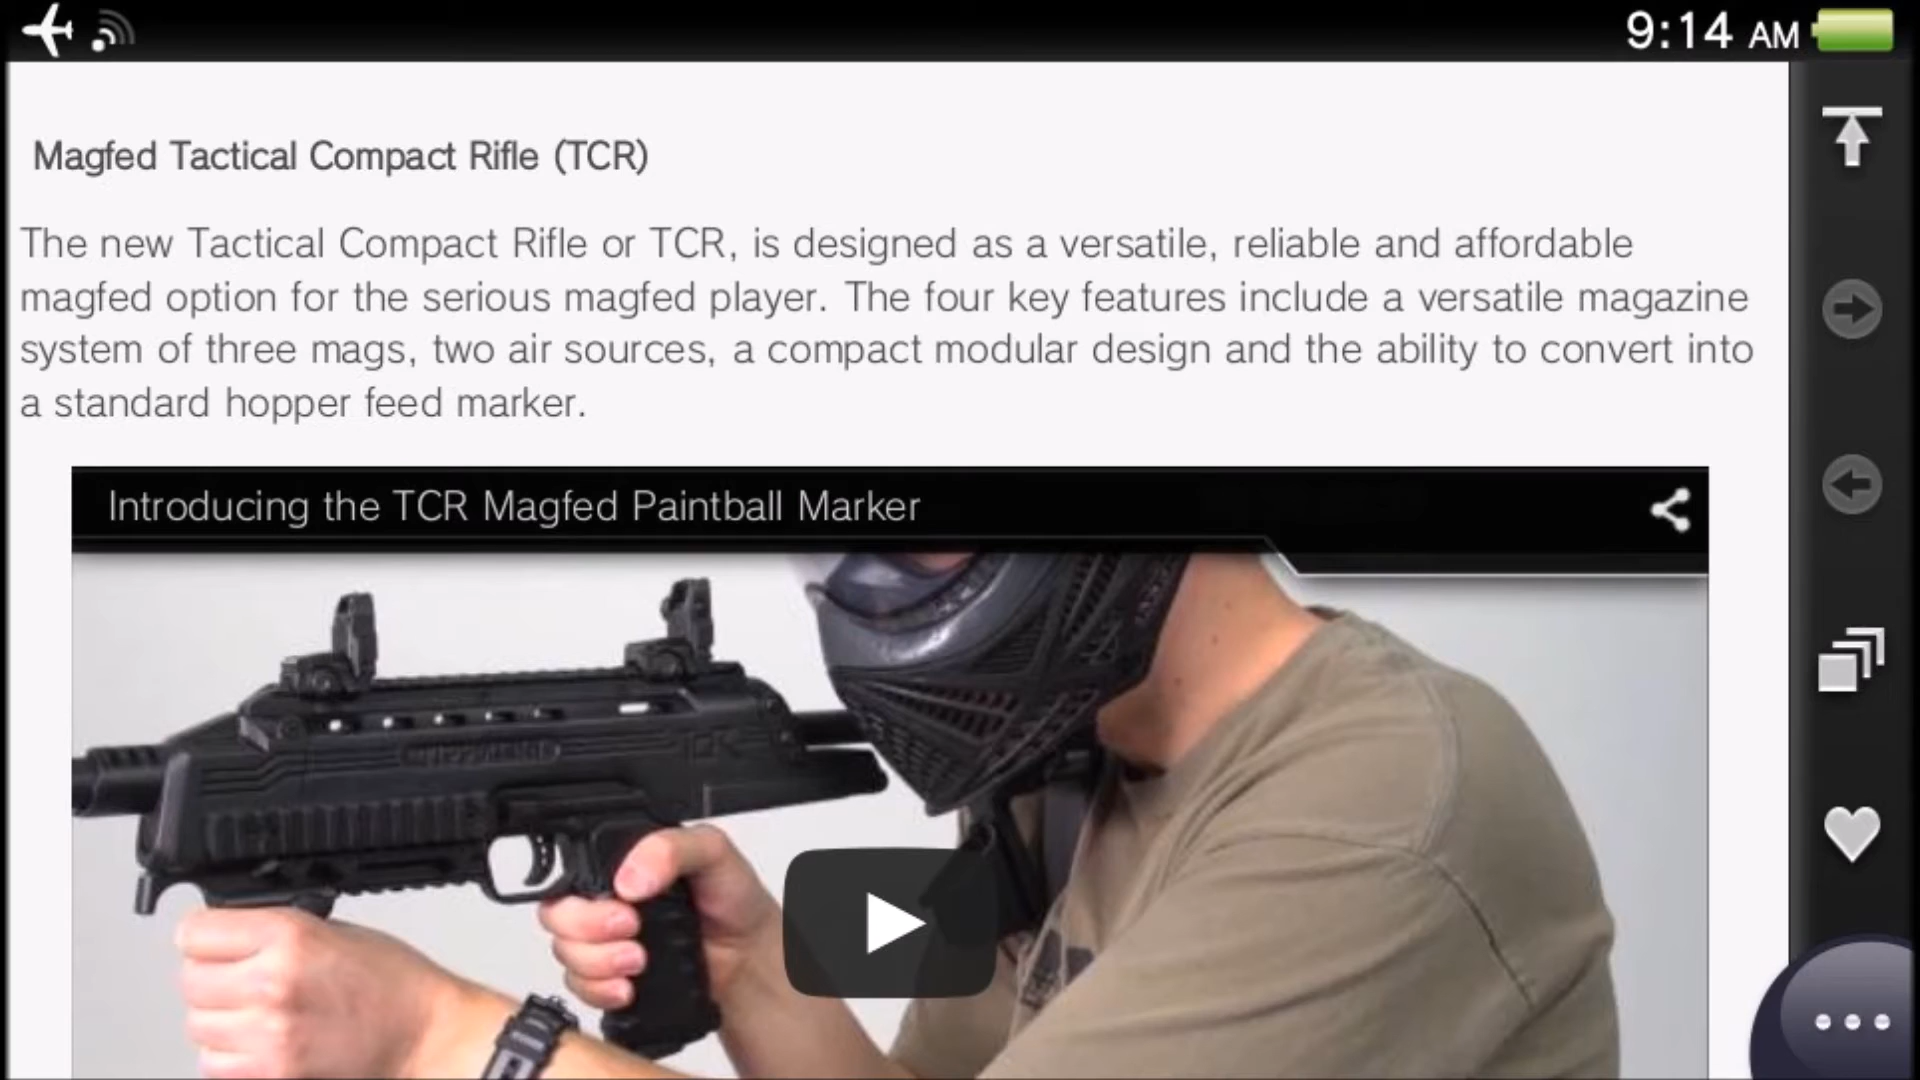 9:14 AM
Magfed Tactical Compact Rifle (TCR)
The new Tactical Compact Rifle or TCR, is designed as a versatile, reliable and affordable
magfed option for the serious magfed player. The four key features include a versatile magazine
system of three mags, two air sources, a compact modular design and the ability to convert into
a standard hopper feed marker.
Introducing the TCR Magfed Paintball Marker